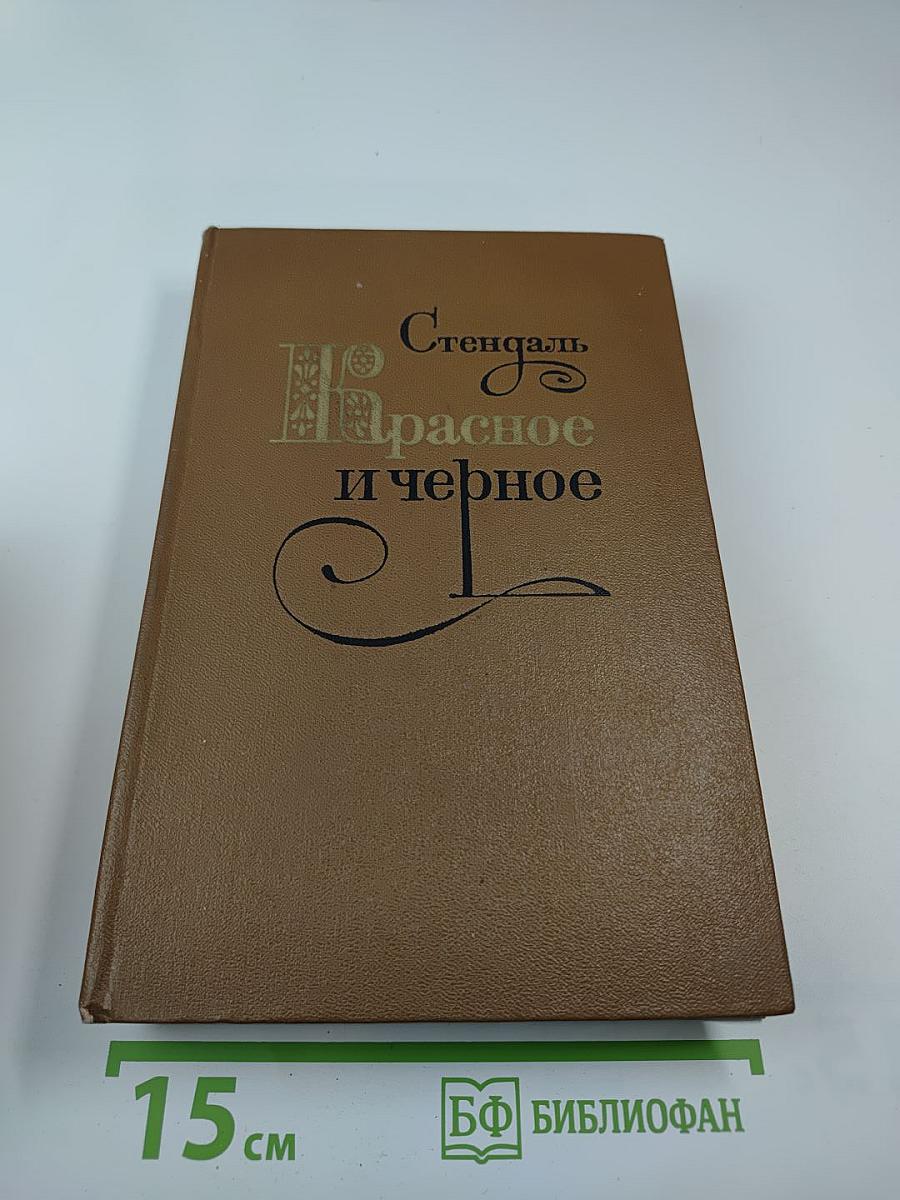 Стендаль
Красное
и черное
15 см
БФ БИБЛИОФАН